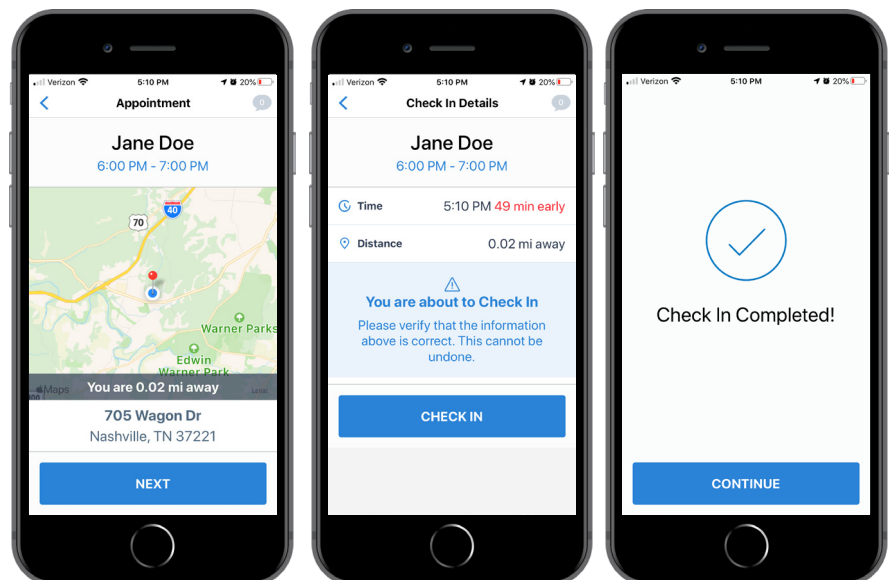 Verizon 5:10 PM 20%
Appointment 0
Jane Doe
6:00 PM - 7:00 PM
40
70
Warner Parks
Edwin
Warner Park
Maps You are 0.02 mi away
705 Wagon Dr
Nashville, TN 37221
NEXT
Verizon 5:10 PM 20%
Check In Details 0
Jane Doe
6:00 PM - 7:00 PM
Time 5:10 PM 49 min early
Distance 0.02 mi away
You are about to Check In
Please verify that the information
above is correct. This cannot be
undone.
CHECK IN
Verizon 5:10 PM 20%
Check In Completed!
CONTINUE